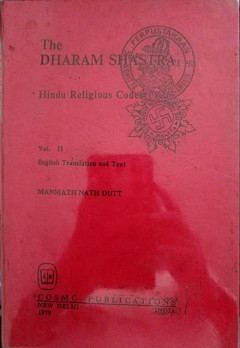 The
DHARAM SHASTRA
Hindu Religious Codes
Vol. II
English Translation and Text
MANMATH NATH DUTT
COSMO PUBLICATIONS
NEW DELHI INDIA
PERPUSTAKAAN